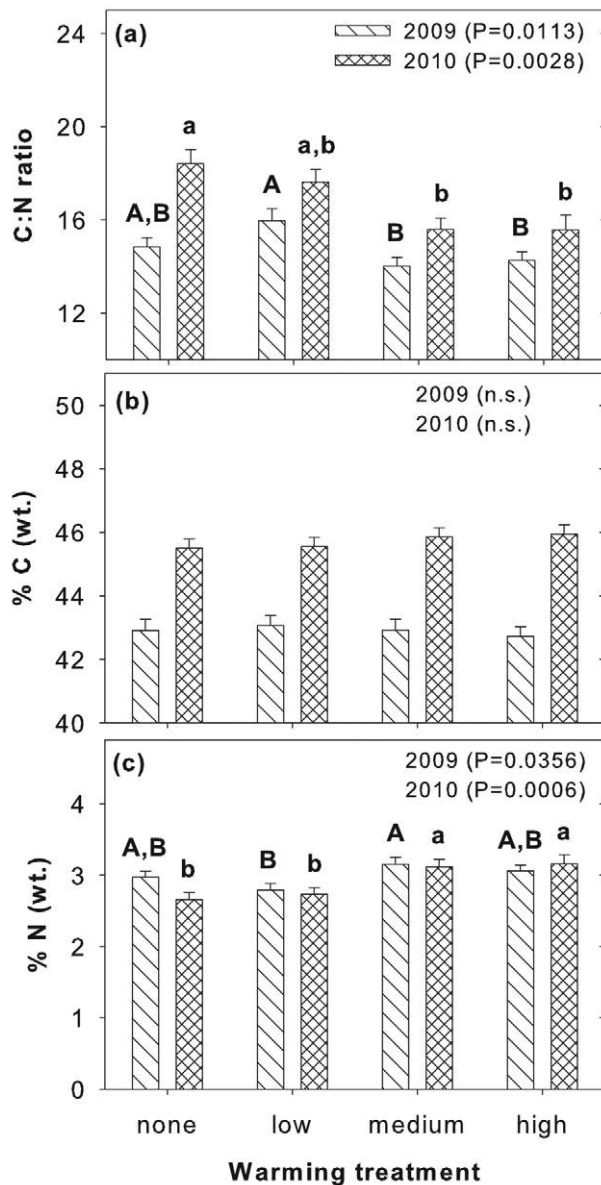 (a)
2009 (P=0.0113)
2010 (P=0.0028)
24
20
16
12
C:N ratio
A,B
a
A
a,b
B
b
B
b
(b)
2009 (n.s.)
2010 (n.s.)
50
48
46
44
42
40
% C (wt.)
(c)
2009 (P=0.0356)
2010 (P=0.0006)
4
3
2
1
0
% N (wt.)
A,B
b
B
b
A
a
A,B
a
none low medium high
Warming treatment